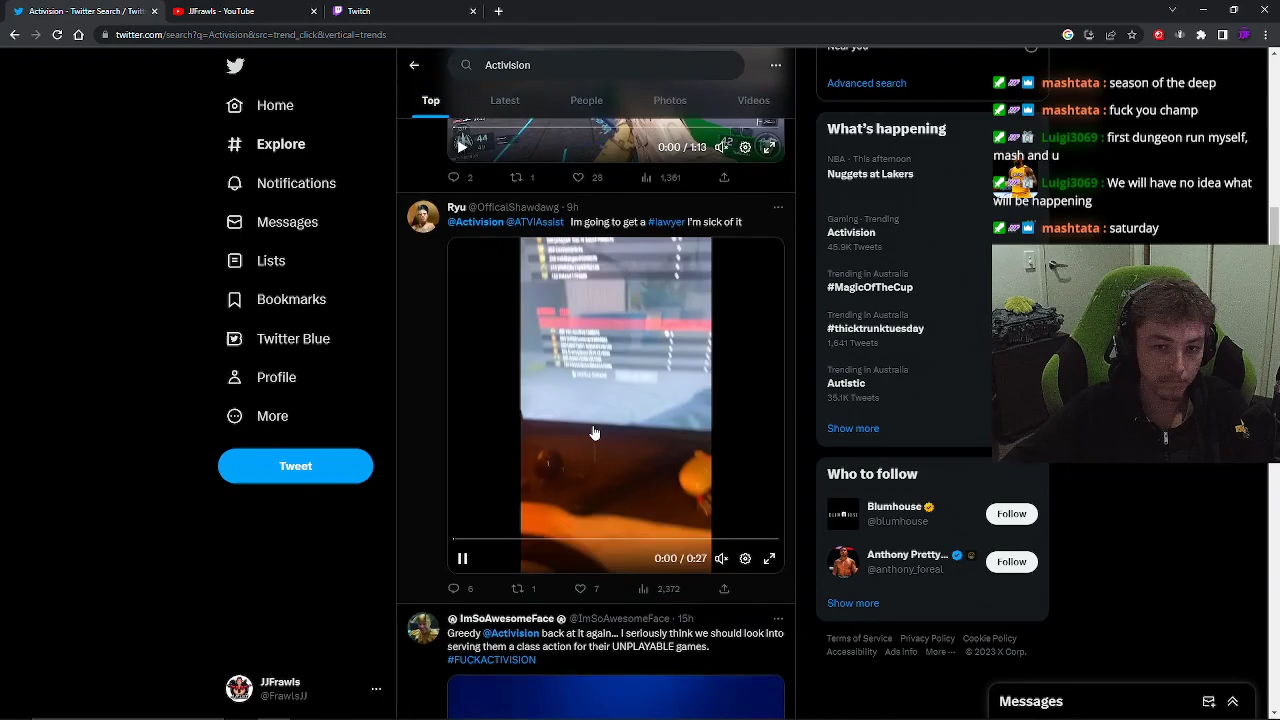 Activision - Twitter Search / Twitt
JJFrawls - YouTube
Twitch
twitter.com/search?q=Activision&src=trend_click&vertical=trends
Home
Explore
Notifications
Messages
Lists
Bookmarks
Twitter Blue
Profile
More
Tweet
JJFrawls
@FrawlsJJ
Activision
Top
Latest
People
Photos
Videos
0:00 / 1:13
2
1
28
1,361
Ryu @OfficalShawdawg · 9h
@Activision @ATVIAssist Im going to get a #lawyer I'm sick of it
0:00 / 0:27
6
1
7
2,372
ImSoAwesomeFace @ImSoAwesomeFace · 15h
Greedy @Activision back at it again... I seriously think we should look into
serving them a class action for their UNPLAYABLE games.
#FUCKACTIVISION
Near you
Advanced search
What's happening
NBA · This afternoon
Nuggets at Lakers
Gaming · Trending
Activision
45.9K Tweets
Trending in Australia
#MagicOfTheCup
Trending in Australia
#thicktrunktuesday
1,641 Tweets
Trending in Australia
Autistic
35.1K Tweets
Show more
Who to follow
Blumhouse
@blumhouse
Follow
Anthony Pretty...
@anthony_foreal
Follow
Show more
Terms of Service Privacy Policy Cookie Policy
Accessibility Ads info More ··· © 2023 X Corp.
Messages
mashtata : season of the deep
mashtata : fuck you champ
Luigi3069 : first dungeon run myself,
mash and u
Luigi3069 : We will have no idea what
will be happening
mashtata : saturday